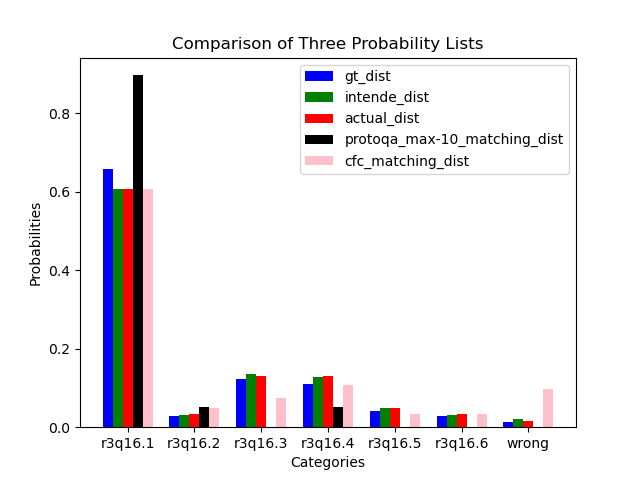 Comparison of Three Probability Lists
gt_dist
intende_dist
actual_dist
protoqa_max-10_matching_dist
cfc_matching_dist
Probabilities
0.8
0.6
0.4
0.2
0.0
r3q16.1 r3q16.2 r3q16.3 r3q16.4 r3q16.5 r3q16.6 wrong
Categories